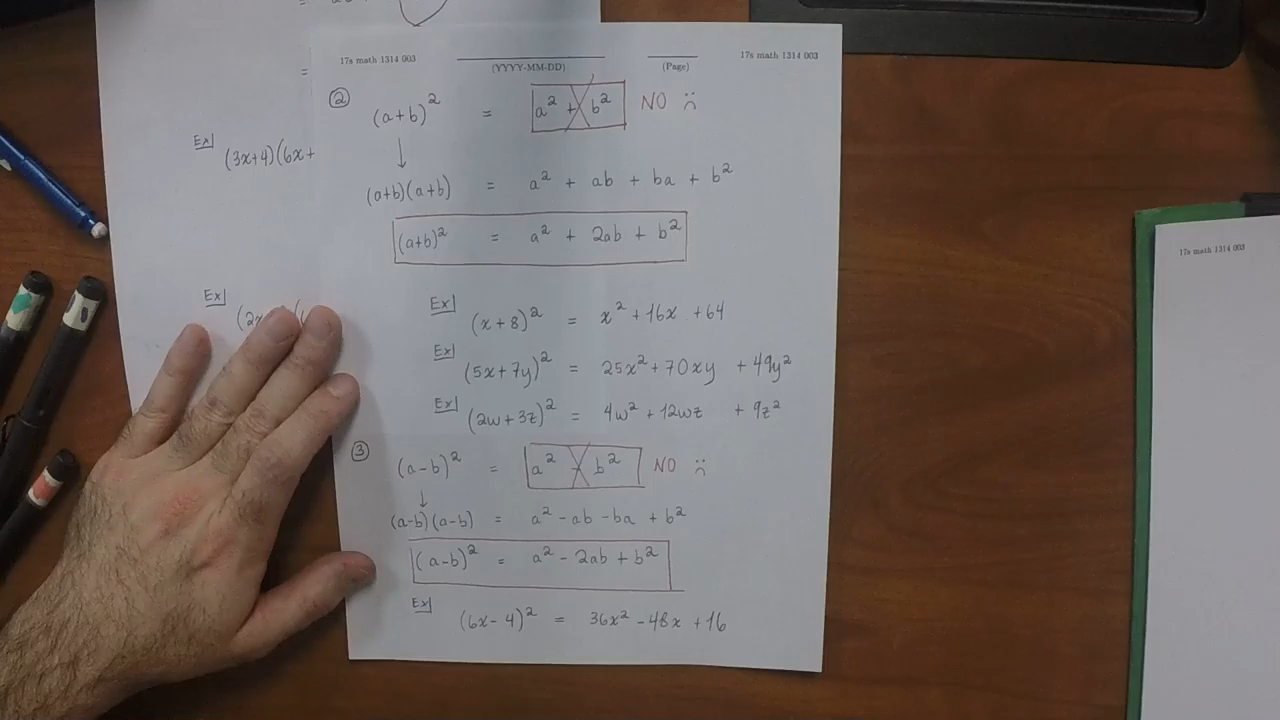 17s math 1314 003 (YYYY-MM-DD) (Page) 17s math 1314 003
② (a+b)² = a² + b² NO ☹
↓
(a+b)(a+b) = a² + ab + ba + b²
(a+b)² = a² + 2ab + b²
Ex (x+8)² = x² + 16x + 64
Ex (5x+7y)² = 25x² + 70xy + 49y²
Ex (2w+3z)² = 4w² + 12wz + 9z²
③ (a-b)² = a² - b² NO ☹
↓
(a-b)(a-b) = a² - ab - ba + b²
(a-b)² = a² - 2ab + b²
Ex
(6x-4)² = 36x² - 48x + 16
=
Ex (3x+4)(6x+
Ex (2x
17s math 1314 003